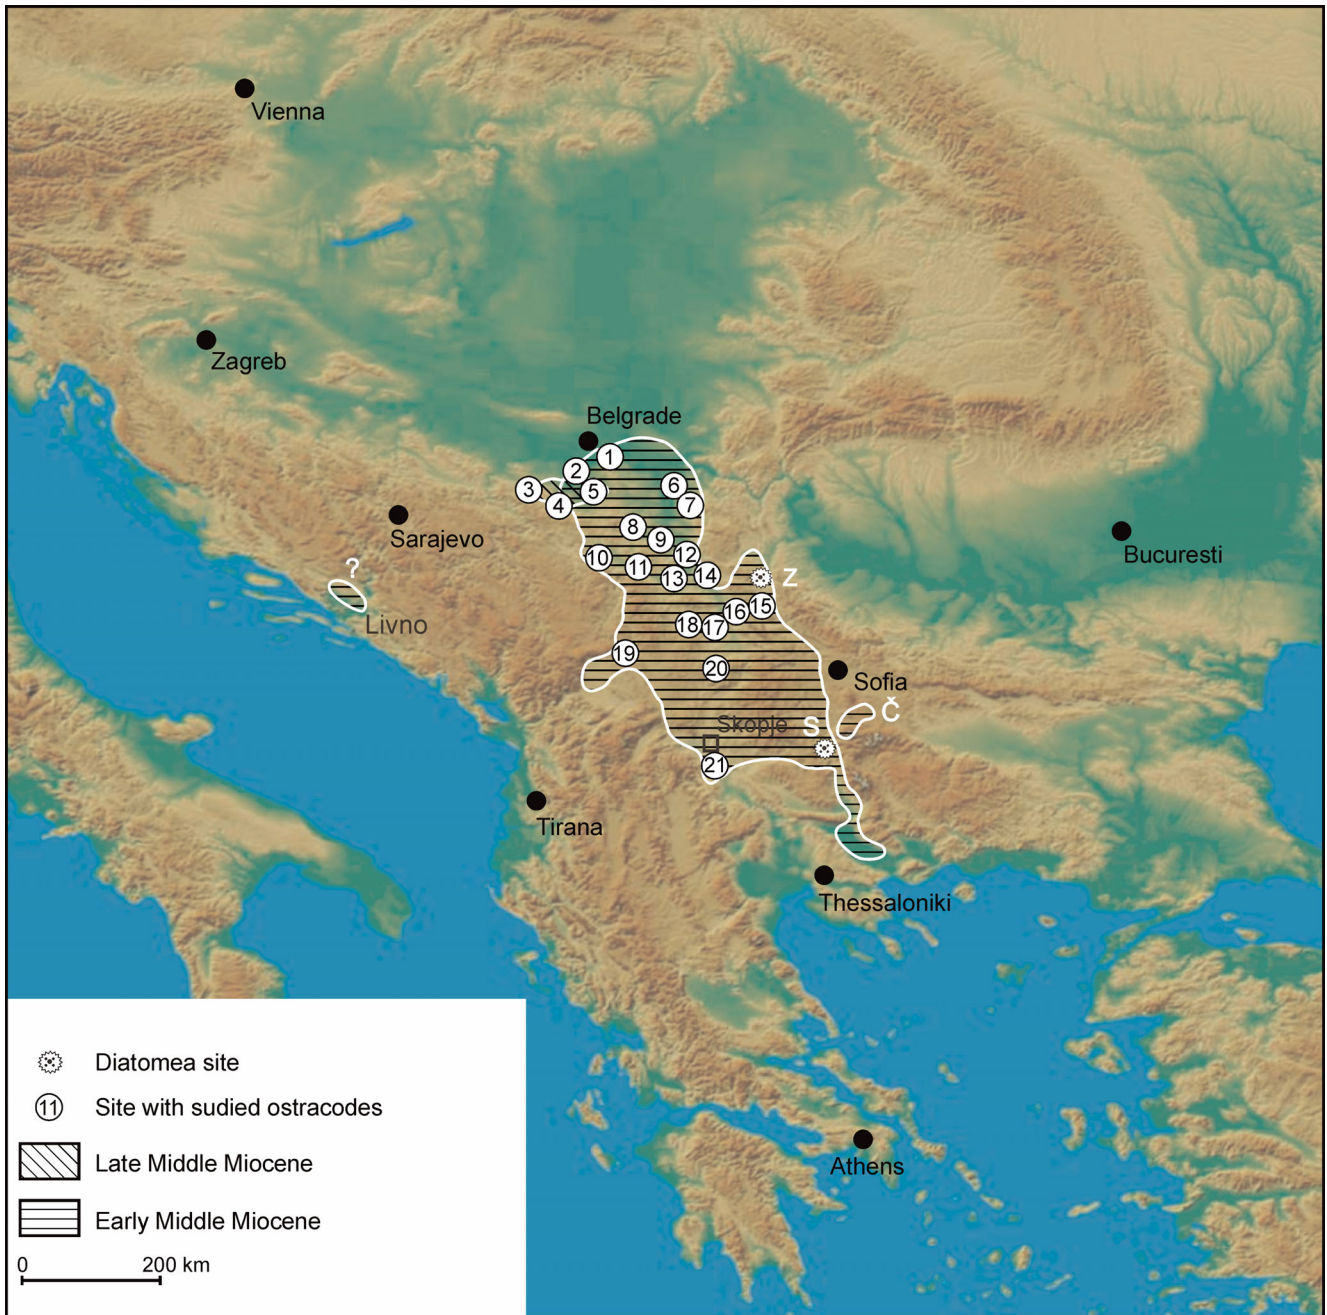 Vienna
Zagreb
Belgrade
1
2
3
4
5
6
7
Sarajevo
8
9
10
11
12
13
14
Bucuresti
?
Livno
z
15
16
17
18
19
20
Sofia
Č
Skopje
S
21
Tirana
Thessaloniki
Athens
Diatomea site
11 Site with sudied ostracodes
Late Middle Miocene
Early Middle Miocene
0 200 km